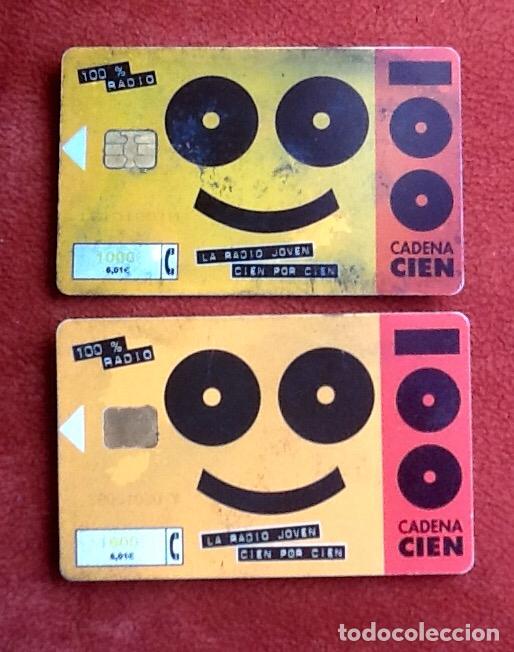 100 %
RADIO
LA RADIO JOVEN
CIEN POR CIEN
1000
6,01€
CADENA
CIEN
100 %
RADIO
LA RADIO JOVEN
CIEN POR CIEN
1000
6,01€
CADENA
CIEN
todocoleccion